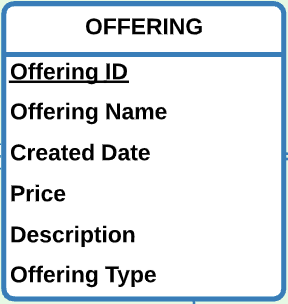 OFFERING
Offering ID
Offering Name
Created Date
Price
Description
Offering Type